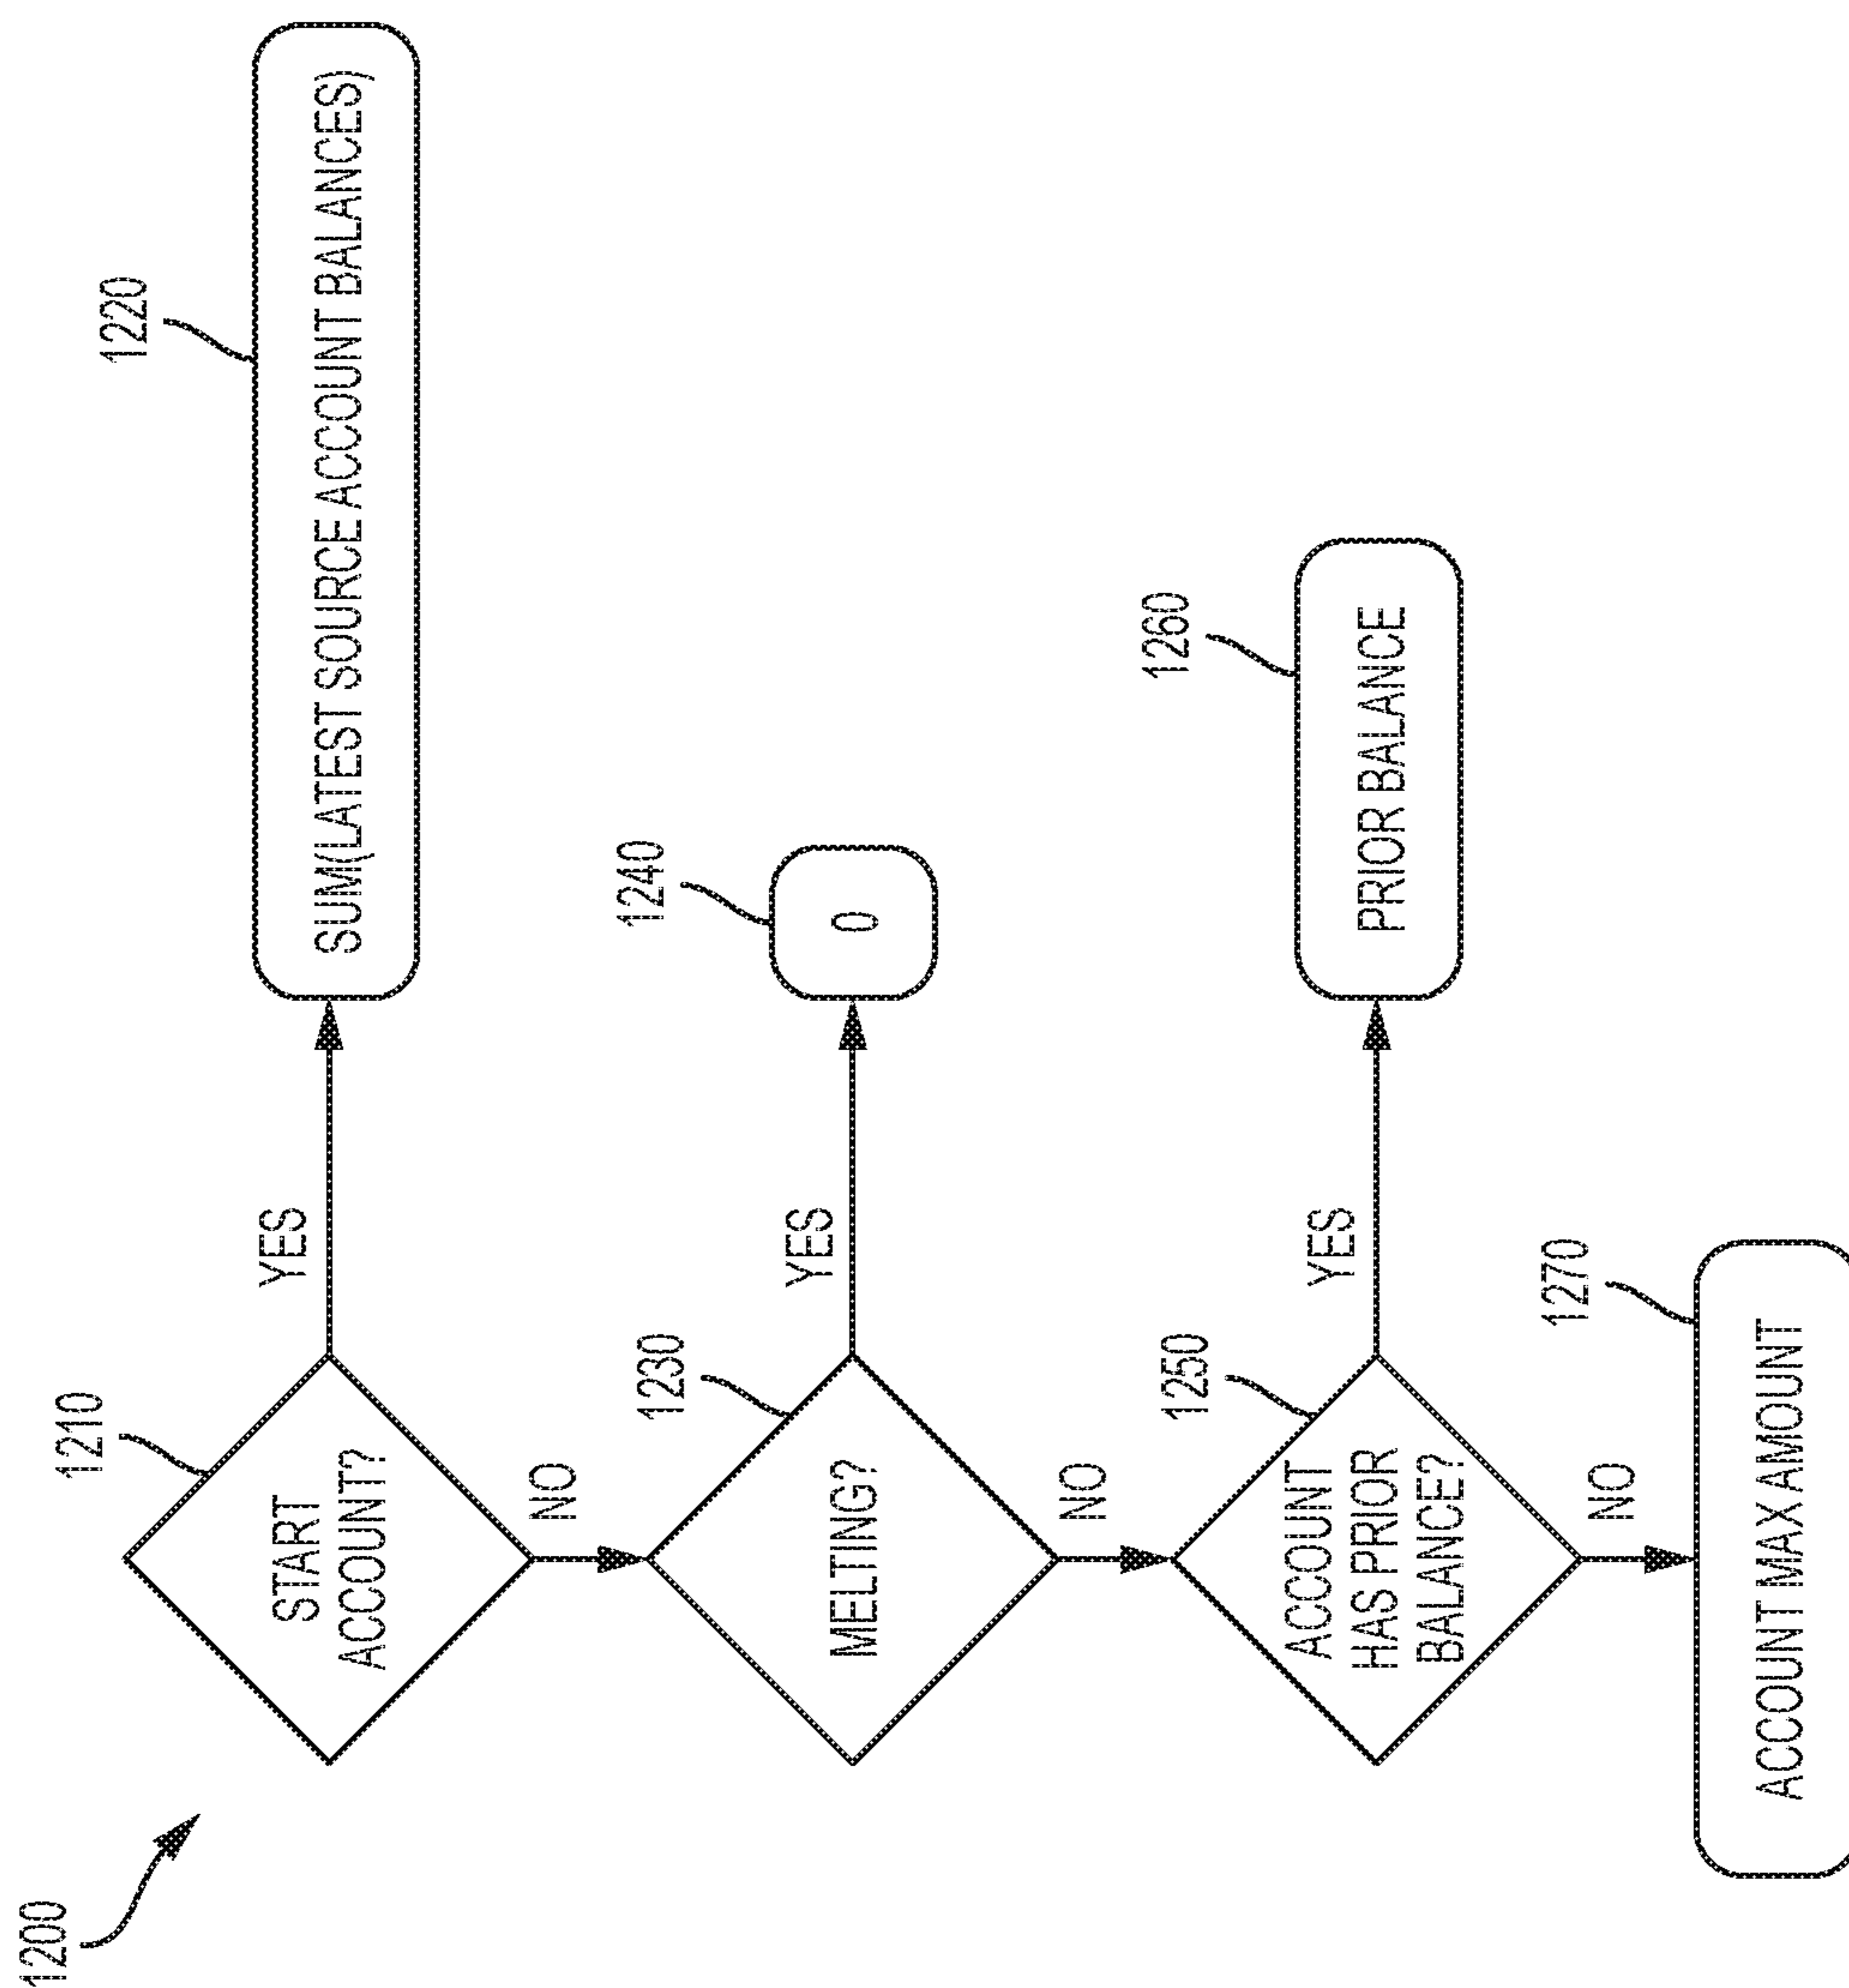 1200
1210
START
ACCOUNT?
YES
1220
SUM(LATEST SOURCE ACCOUNT BALANCES)
NO
1230
MELTING?
YES
1240
0
NO
1250
ACCOUNT
HAS PRIOR
BALANCE?
YES
1260
PRIOR BALANCE
NO
1270
ACCOUNT MAX AMOUNT